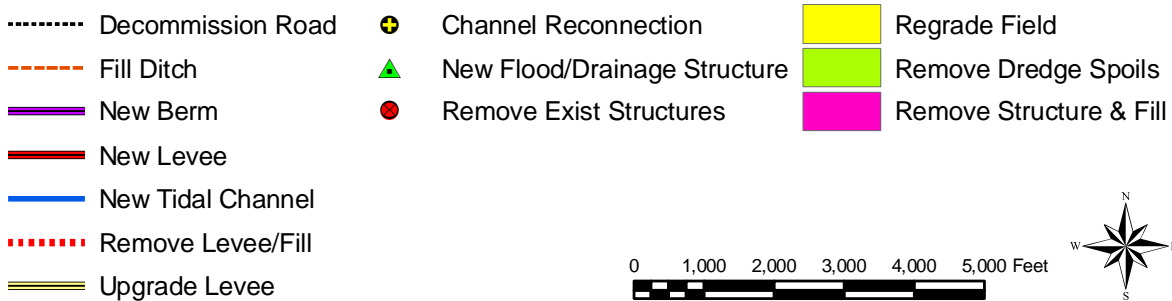 Decommission Road
Fill Ditch
New Berm
New Levee
New Tidal Channel
Remove Levee/Fill
Upgrade Levee
Channel Reconnection
New Flood/Drainage Structure
Remove Exist Structures
Regrade Field
Remove Dredge Spoils
Remove Structure & Fill
0 1,000 2,000 3,000 4,000 5,000 Feet
N
W
S